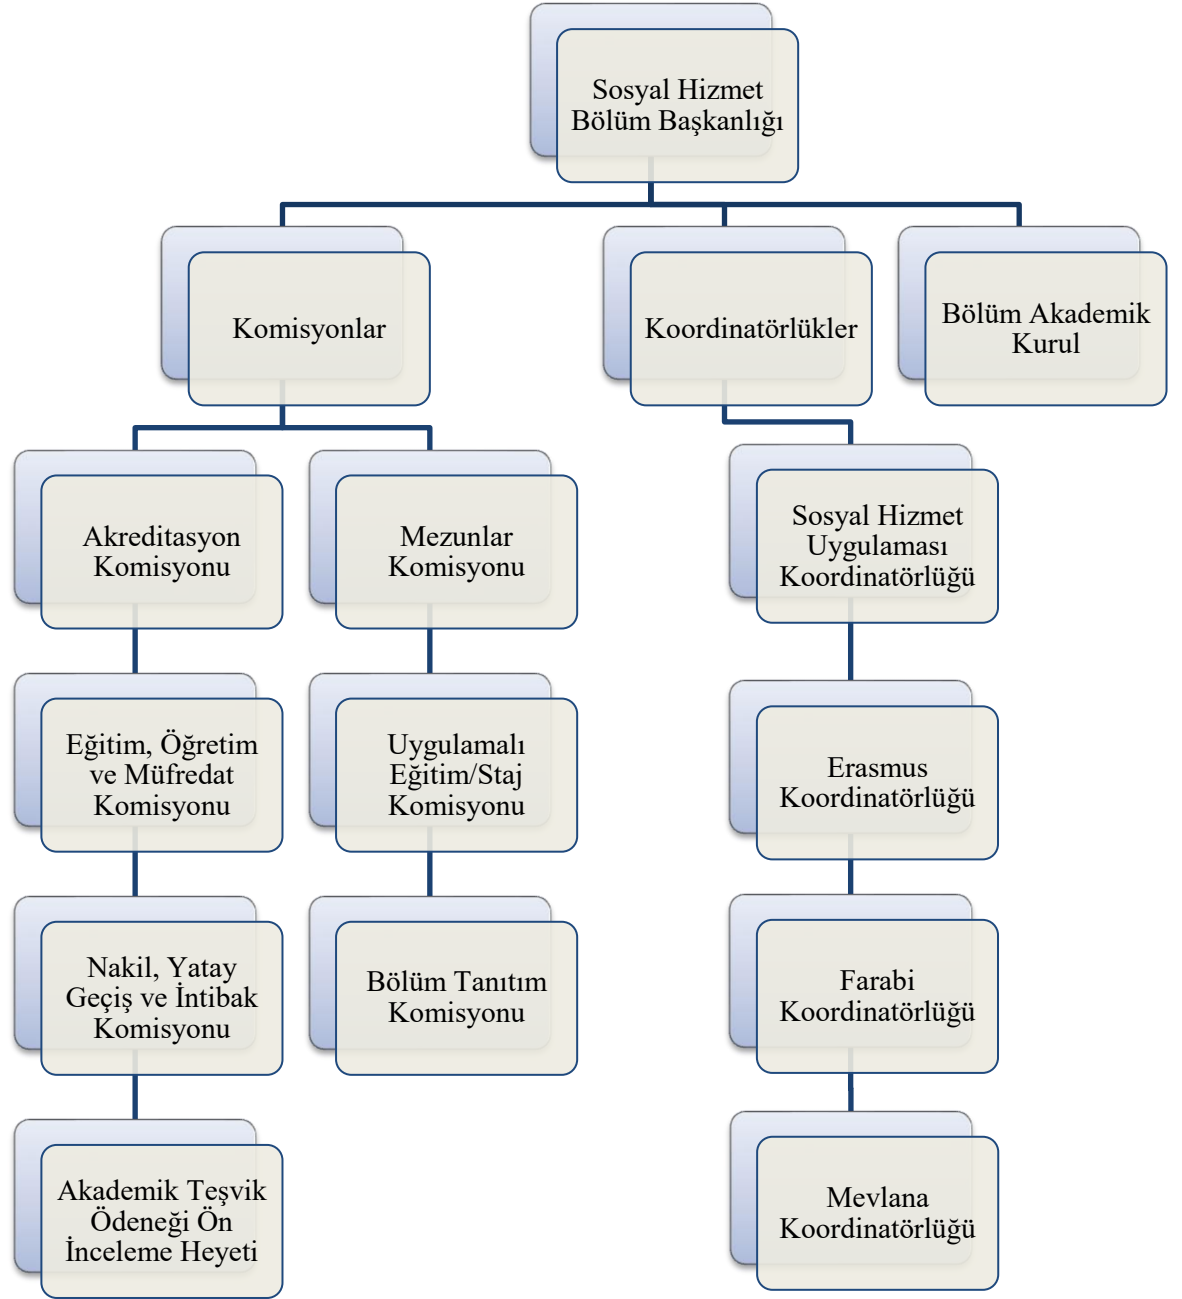 Sosyal Hizmet
Bölüm Başkanlığı
Komisyonlar
Koordinatörlükler
Bölüm Akademik
Kurul
Akreditasyon
Komisyonu
Mezunlar
Komisyonu
Sosyal Hizmet
Uygulaması
Koordinatörlüğü
Eğitim, Öğretim
ve Müfredat
Komisyonu
Uygulamalı
Eğitim/Staj
Komisyonu
Erasmus
Koordinatörlüğü
Nakil, Yatay
Geçiş ve İntibak
Komisyonu
Bölüm Tanıtım
Komisyonu
Farabi
Koordinatörlüğü
Akademik Teşvik
Ödeneği Ön
İnceleme Heyeti
Mevlana
Koordinatörlüğü